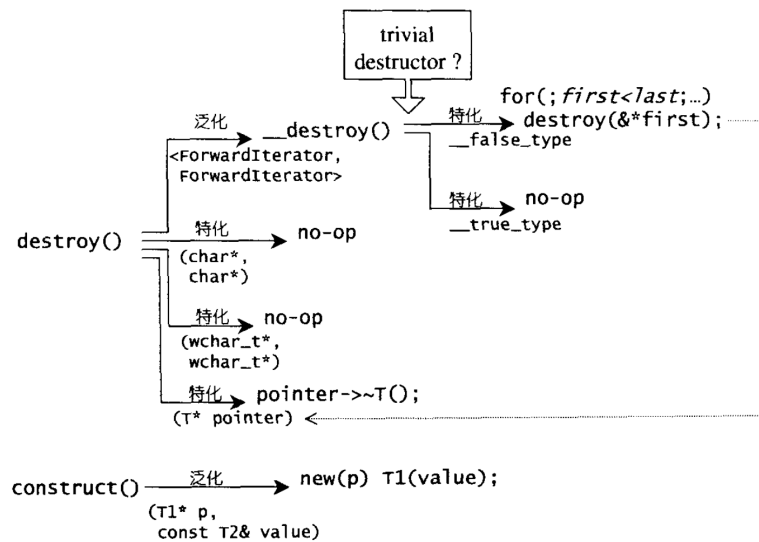 trivial
destructor ?
for(;first<last;…)
泛化
__destroy()
特化
destroy(&*first);
__false_type
<ForwardIterator,
ForwardIterator>
特化
no-op
__true_type
destroy()
特化
no-op
(char*,
char*)
特化
no-op
(wchar_t*,
wchar_t*)
特化
pointer->~T();
(T* pointer)
construct()
泛化
new(p) T1(value);
(T1* p,
const T2& value)